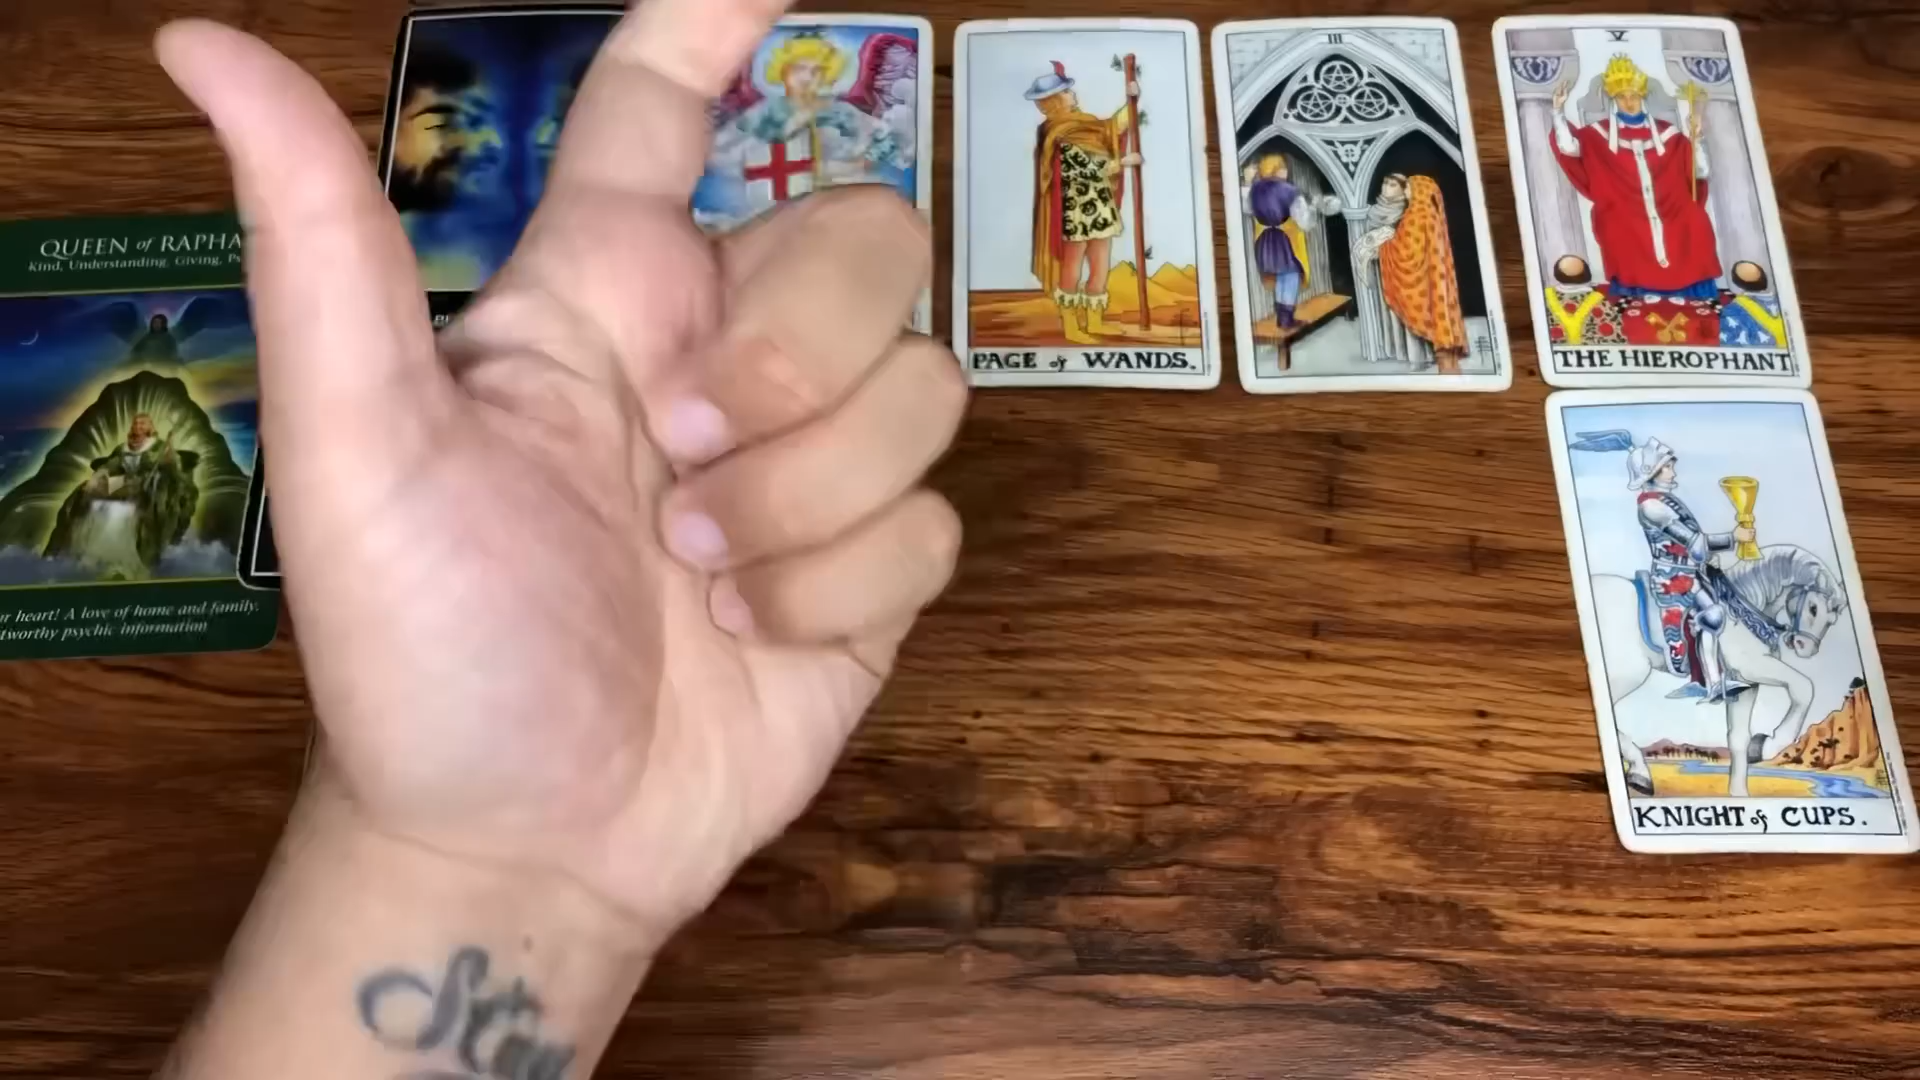 QUEEN of RAPHA
Kind, Understanding, Giving, Ps
r heart! A love of home and family.
tworthy psychic information
PAGE of WANDS.
III
V
THE HIEROPHANT
KNIGHT of CUPS.